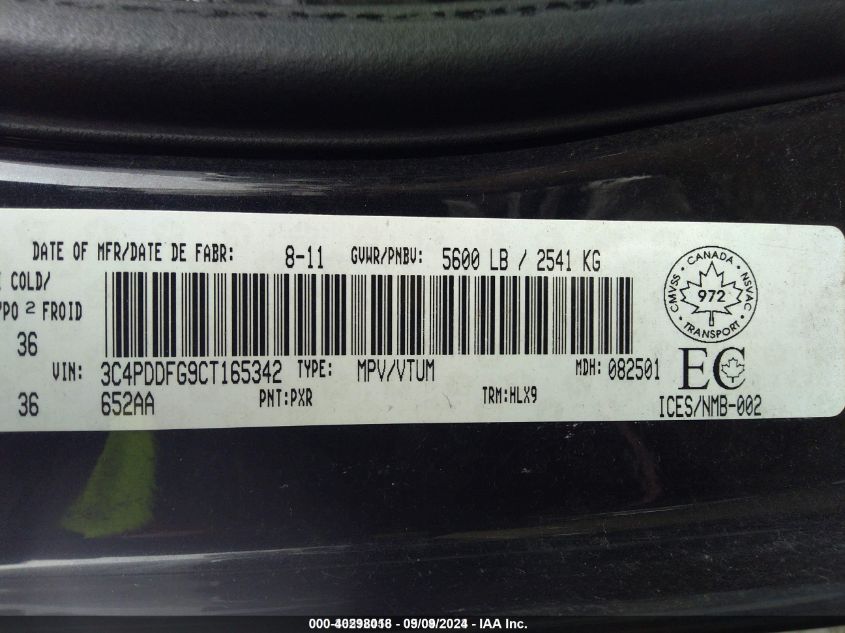 DATE OF MFR/DATE DE FABR: 8-11 GVWR/PNBV: 5600 LB / 2541 KG
COLD/
PO 2 FROID
36
VIN: 3C4PDDFG9CT165342 TYPE: MPV/VTUM MDH: 082501
36 652AA PNT:PXR TRM:HLX9
CANADA
CMVSS
NSVAC
972
TRANSPORT
EC
ICES/NMB-002
09/09/2024 - IAA Inc.